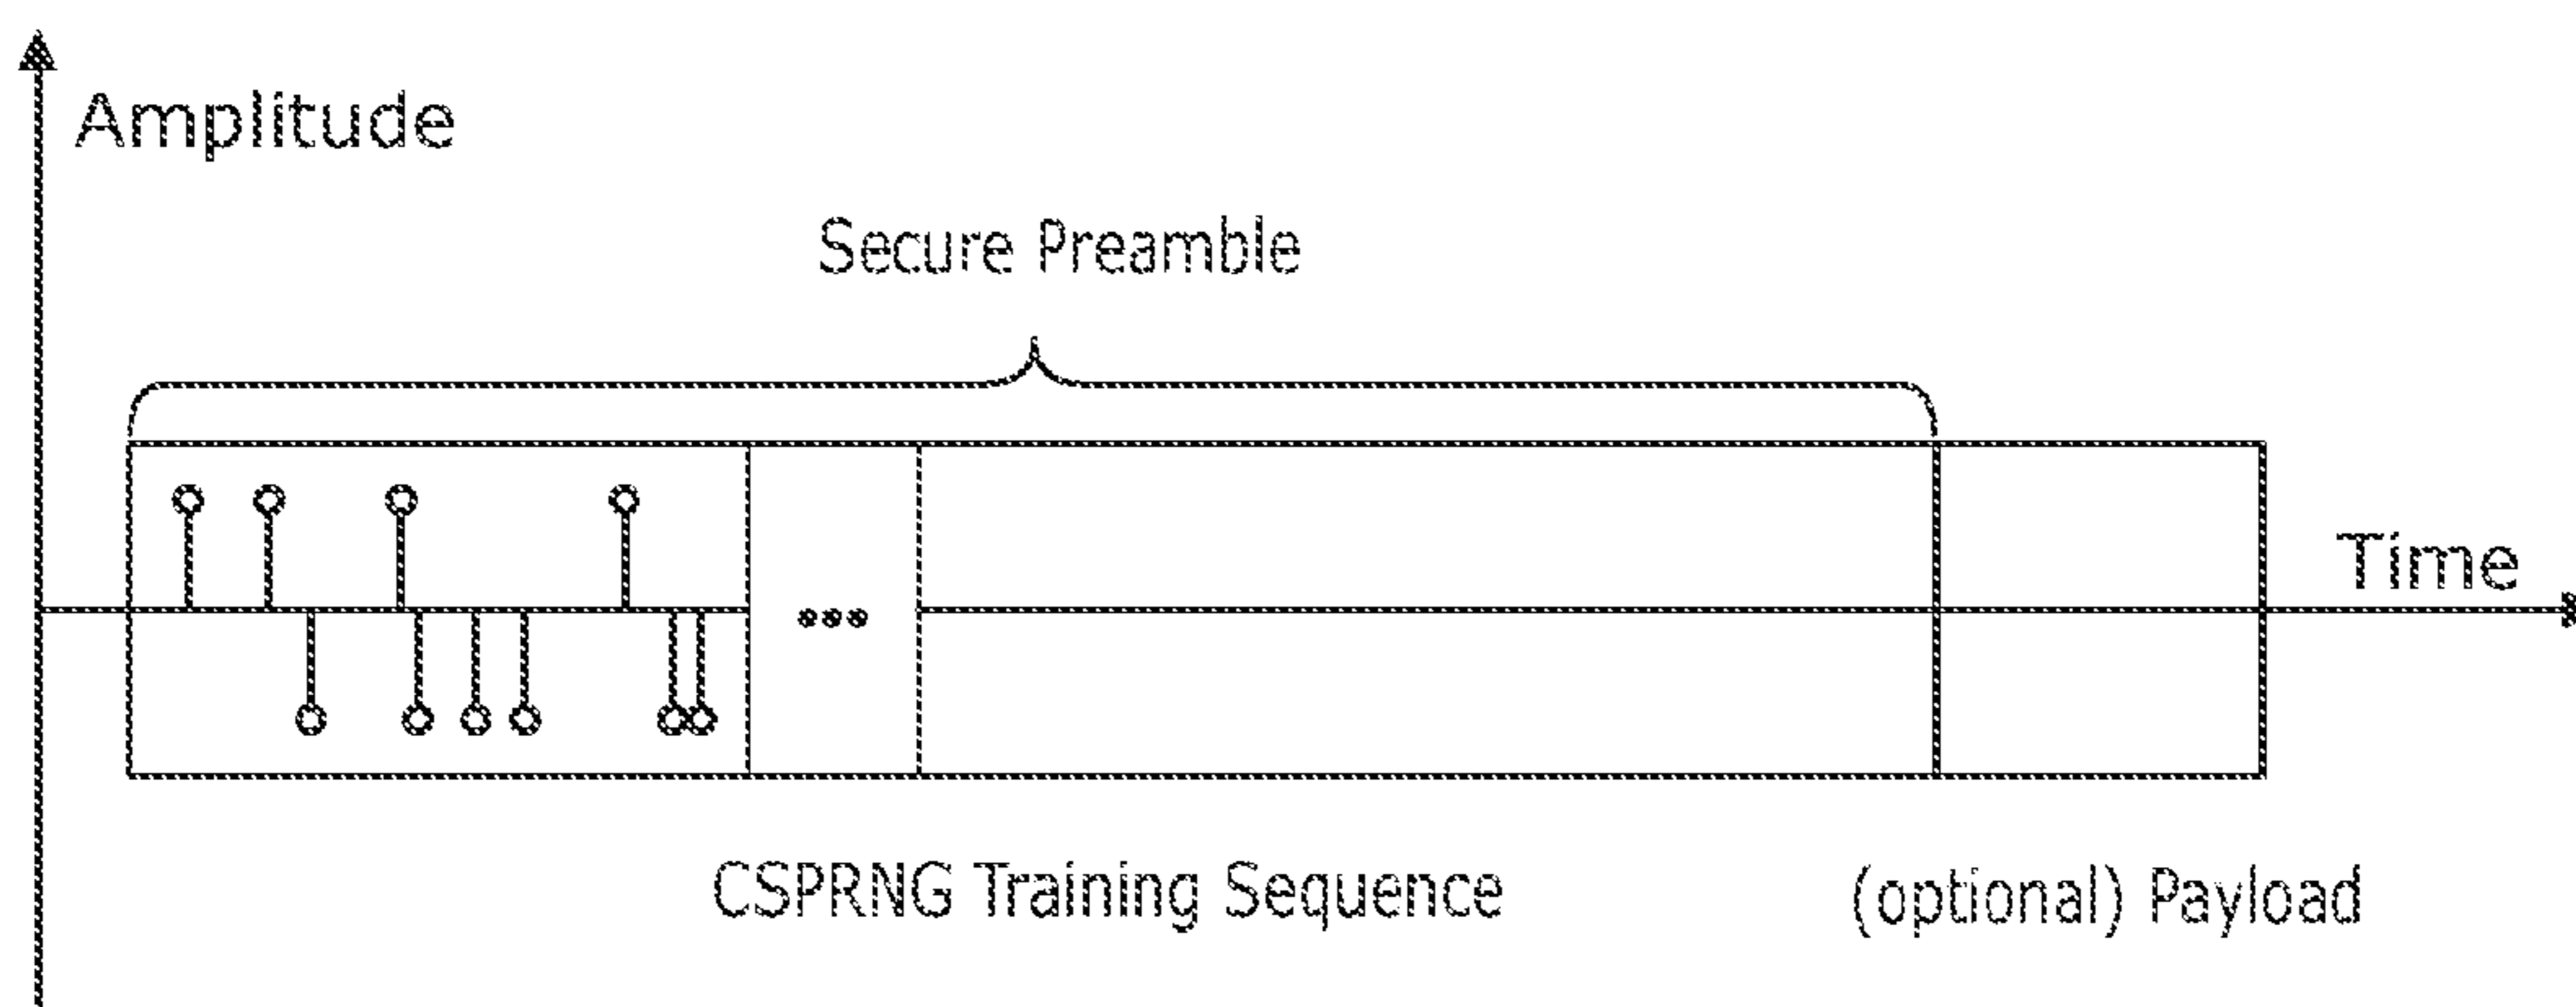 Amplitude
Secure Preamble
Time
CSPRNG Training Sequence
(optional) Payload